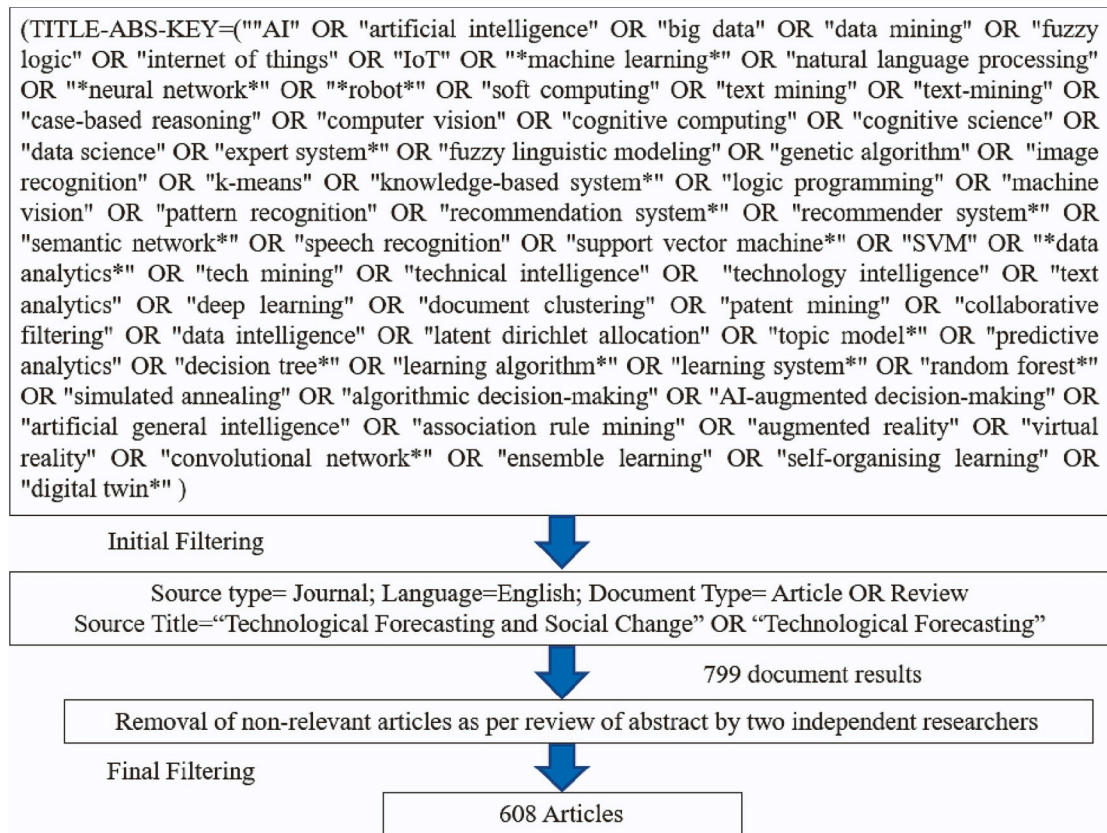 (TITLE-ABS-KEY=(""AI" OR "artificial intelligence" OR "big data" OR "data mining" OR "fuzzy
logic" OR "internet of things" OR "IoT" OR "*machine learning*" OR "natural language processing"
OR "*neural network*" OR "*robot*" OR "soft computing" OR "text mining" OR "text-mining" OR
"case-based reasoning" OR "computer vision" OR "cognitive computing" OR "cognitive science" OR
"data science" OR "expert system*" OR "fuzzy linguistic modeling" OR "genetic algorithm" OR "image
recognition" OR "k-means" OR "knowledge-based system*" OR "logic programming" OR "machine
vision" OR "pattern recognition" OR "recommendation system*" OR "recommender system*" OR
"semantic network*" OR "speech recognition" OR "support vector machine*" OR "SVM" OR "*data
analytics*" OR "tech mining" OR "technical intelligence" OR "technology intelligence" OR "text
analytics" OR "deep learning" OR "document clustering" OR "patent mining" OR "collaborative
filtering" OR "data intelligence" OR "latent dirichlet allocation" OR "topic model*" OR "predictive
analytics" OR "decision tree*" OR "learning algorithm*" OR "learning system*" OR "random forest*"
OR "simulated annealing" OR "algorithmic decision-making" OR "AI-augmented decision-making" OR
"artificial general intelligence" OR "association rule mining" OR "augmented reality" OR "virtual
reality" OR "convolutional network*" OR "ensemble learning" OR "self-organising learning" OR
"digital twin*" )
Initial Filtering
Source type= Journal; Language=English; Document Type= Article OR Review
Source Title=“Technological Forecasting and Social Change” OR “Technological Forecasting”
799 document results
Removal of non-relevant articles as per review of abstract by two independent researchers
Final Filtering
608 Articles